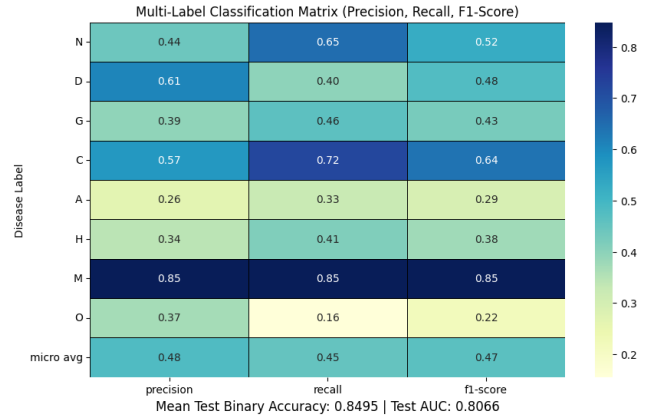 Multi-Label Classification Matrix (Precision, Recall, F1-Score)
Disease Label
N 0.44 0.65 0.52
D 0.61 0.40 0.48
G 0.39 0.46 0.43
C 0.57 0.72 0.64
A 0.26 0.33 0.29
H 0.34 0.41 0.38
M 0.85 0.85 0.85
O 0.37 0.16 0.22
micro avg 0.48 0.45 0.47
precision recall f1-score
Mean Test Binary Accuracy: 0.8495 | Test AUC: 0.8066
0.8
0.7
0.6
0.5
0.4
0.3
0.2